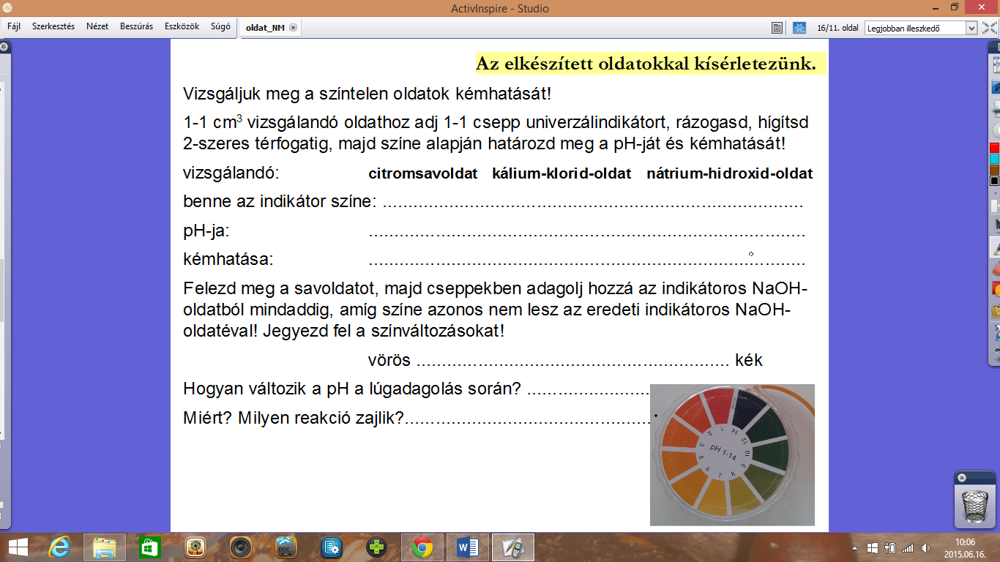 ActivInspire - Studio
Fájl Szerkesztés Nézet Beszúrás Eszközök Súgó oldat_NM 16/11. oldal Legjobban illeszkedő
Az elkészített oldatokkal kísérletezünk.
Vizsgáljuk meg a színtelen oldatok kémhatását!
1-1 cm³ vizsgálandó oldathoz adj 1-1 csepp univerzálindikátort, rázogasd, hígítsd
2-szeres térfogatig, majd színe alapján határozd meg a pH-ját és kémhatását!
vizsgálandó: citromsavoldat kálium-klorid-oldat nátrium-hidroxid-oldat
benne az indikátor színe: ................................................................................
pH-ja: ................................................................................
kémhatása: ................................................................................
Felezd meg a savoldatot, majd cseppekben adagolj hozzá az indikátoros NaOH-
oldatból mindaddig, amíg színe azonos nem lesz az eredeti indikátoros NaOH-
oldatéval! Jegyezd fel a színváltozásokat!
vörös ............................................................ kék
Hogyan változik a pH a lúgadagolás során? ........................
Miért? Milyen reakció zajlik?................................................
pH 1-14
1 2 3 5 6 7 8 9 10 12 14
DOC
10:06
2015.06.16.